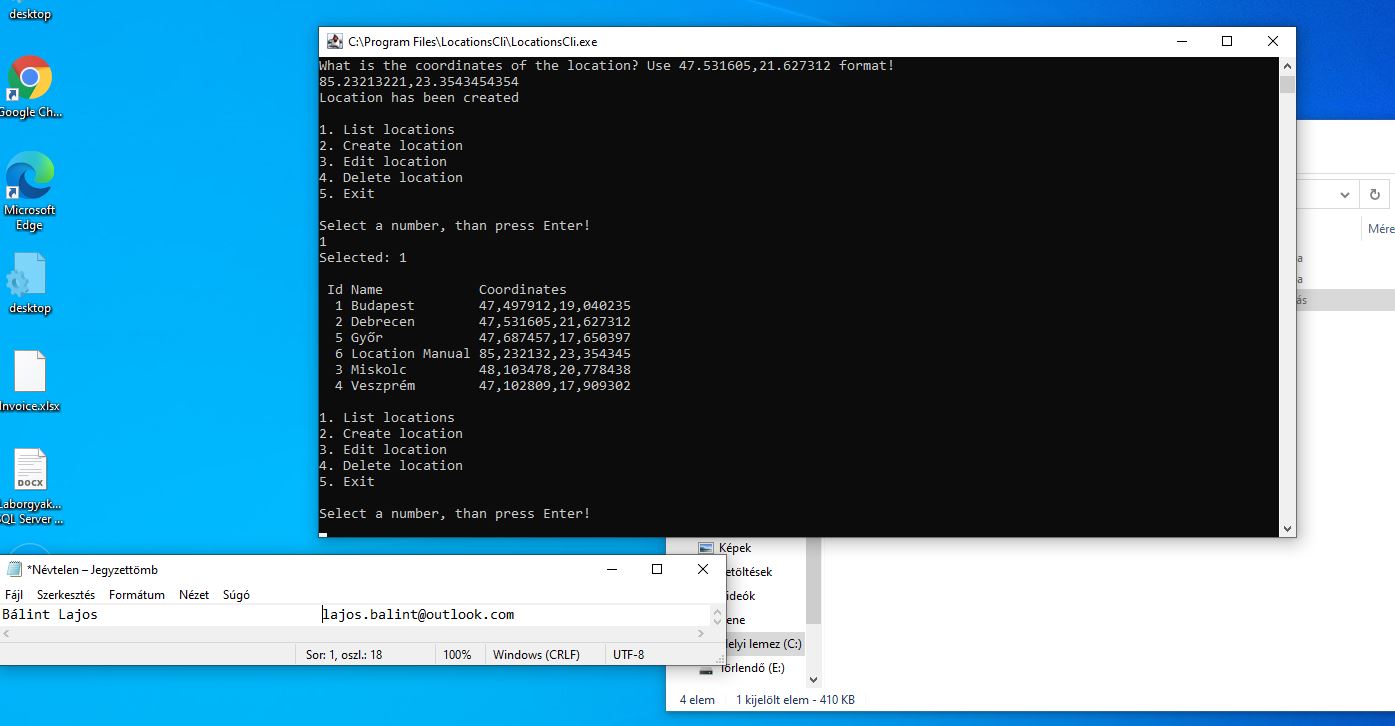 desktop
Google Ch...
Microsoft
Edge
desktop
Invoice.xlsx
DOCX
Laborgyak...
SQL Server ...
C:\Program Files\LocationsCli\LocationsCli.exe
What is the coordinates of the location? Use 47.531605,21.627312 format!
85.23213221,23.3543454354
Location has been created
1. List locations
2. Create location
3. Edit location
4. Delete location
5. Exit
Select a number, than press Enter!
1
Selected: 1
Id Name Coordinates
1 Budapest 47,497912,19,040235
2 Debrecen 47,531605,21,627312
5 Győr 47,687457,17,650397
6 Location Manual 85,232132,23,354345
3 Miskolc 48,103478,20,778438
4 Veszprém 47,102809,17,909302
1. List locations
2. Create location
3. Edit location
4. Delete location
5. Exit
Select a number, than press Enter!
*Névtelen – Jegyzettömb
Fájl Szerkesztés Formátum Nézet Súgó
Bálint Lajos lajos.balint@outlook.com
Sor: 1, oszl.: 18 100% Windows (CRLF) UTF-8
Mére
Képek
etöltések
ideók
ene
elyi lemez (C:)
Törlendő (E:)
4 elem 1 kijelölt elem - 410 KB